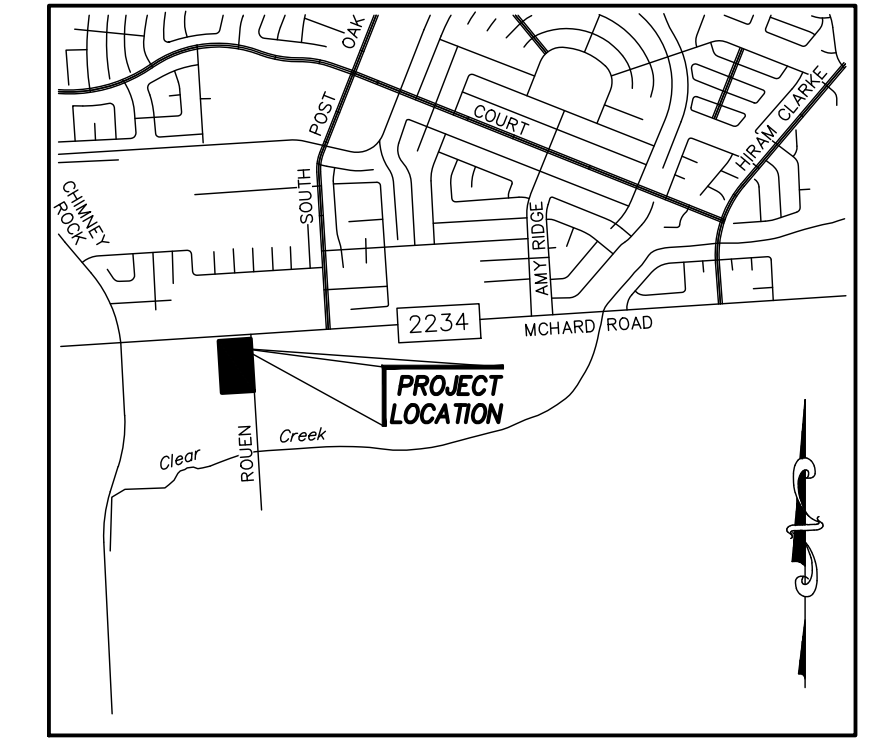 OAK
POST
SOUTH
COURT
HIRAM CLARKE
CHIMNEY
ROCK
AMY RIDGE
2234
MCHARD ROAD
PROJECT
LOCATION
ROUEN
Clear
Creek